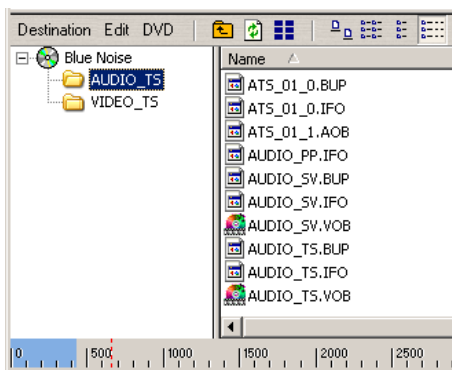 Destination Edit DVD
Blue Noise
AUDIO_TS
VIDEO_TS
Name
ATS_01_0.BUP
ATS_01_0.IFO
ATS_01_1.AOB
AUDIO_PP.IFO
AUDIO_SV.BUP
AUDIO_SV.IFO
AUDIO_SV.VOB
AUDIO_TS.BUP
AUDIO_TS.IFO
AUDIO_TS.VOB
0 500 1000 1500 2000 2500